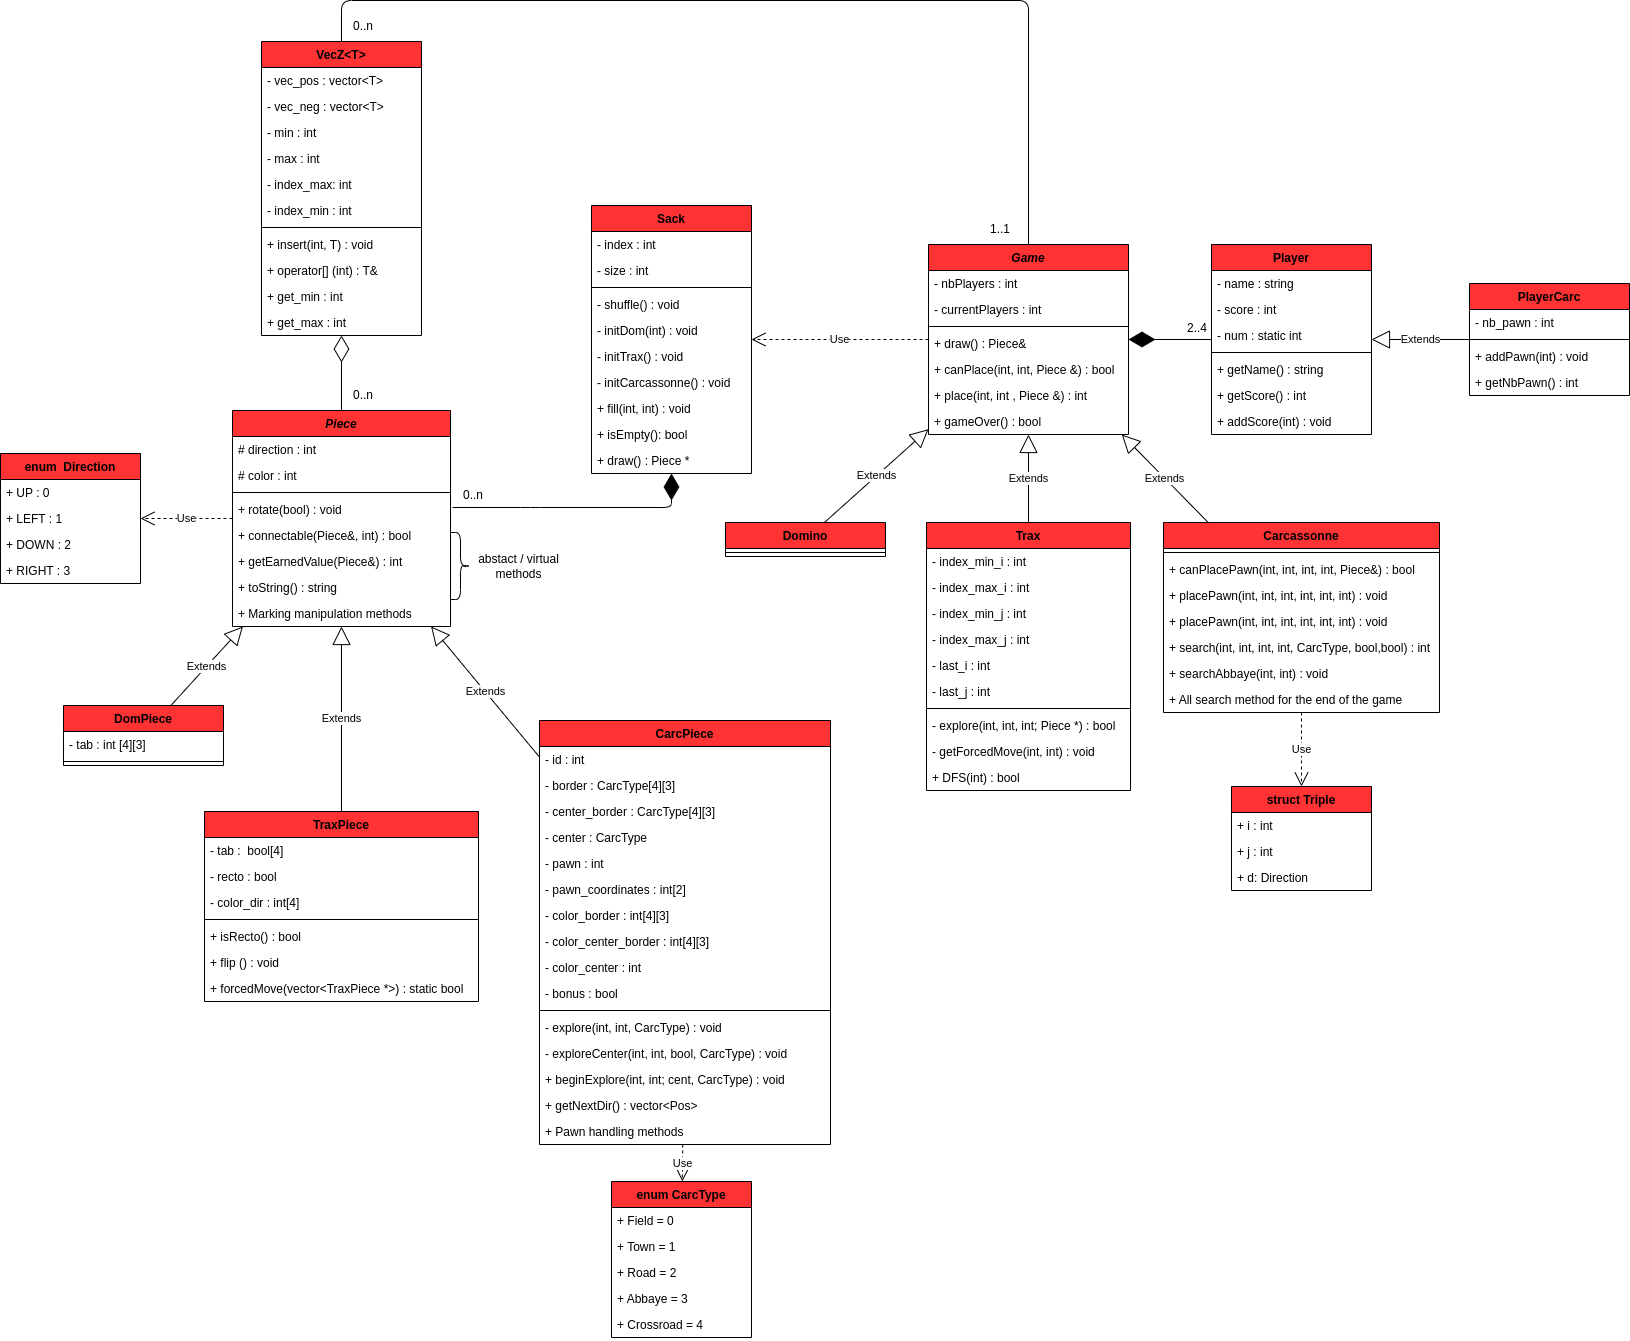 0..n
VecZ<T>
- vec_pos : vector<T>
- vec_neg : vector<T>
- min : int
- max : int
- index_max: int
- index_min : int
+ insert(int, T) : void
+ operator[] (int) : T&
+ get_min : int
+ get_max : int
0..n
Sack
- index : int
- size : int
- shuffle() : void
- initDom(int) : void
- initTrax() : void
- initCarcassonne() : void
+ fill(int, int) : void
+ isEmpty(): bool
+ draw() : Piece *
Use
1..1
Game
- nbPlayers : int
- currentPlayers : int
+ draw() : Piece&
+ canPlace(int, int, Piece &) : bool
+ place(int, int , Piece &) : int
+ gameOver() : bool
2..4
Player
- name : string
- score : int
- num : static int
+ getName() : string
+ getScore() : int
+ addScore(int) : void
Extends
PlayerCarc
- nb_pawn : int
+ addPawn(int) : void
+ getNbPawn() : int
enum  Direction
+ UP : 0
+ LEFT : 1
+ DOWN : 2
+ RIGHT : 3
Use
Piece
# direction : int
# color : int
+ rotate(bool) : void
+ connectable(Piece&, int) : bool
+ getEarnedValue(Piece&) : int
+ toString() : string
+ Marking manipulation methods
0..n
abstact / virtual
methods
Extends
Extends
Extends
Domino
Trax
- index_min_i : int
- index_max_i : int
- index_min_j : int
- index_max_j : int
- last_i : int
- last_j : int
- explore(int, int, int; Piece *) : bool
- getForcedMove(int, int) : void
+ DFS(int) : bool
Carcassonne
+ canPlacePawn(int, int, int, int, Piece&) : bool
+ placePawn(int, int, int, int, int, int) : void
+ placePawn(int, int, int, int, int, int) : void
+ search(int, int, int, int, CarcType, bool,bool) : int
+ searchAbbaye(int, int) : void
+ All search method for the end of the game
Use
struct Triple
+ i : int
+ j : int
+ d: Direction
Extends
Extends
Extends
DomPiece
- tab : int [4][3]
TraxPiece
- tab :  bool[4]
- recto : bool
- color_dir : int[4]
+ isRecto() : bool
+ flip () : void
+ forcedMove(vector<TraxPiece *>) : static bool
CarcPiece
- id : int
- border : CarcType[4][3]
- center_border : CarcType[4][3]
- center : CarcType
- pawn : int
- pawn_coordinates : int[2]
- color_border : int[4][3]
- color_center_border : int[4][3]
- color_center : int
- bonus : bool
- explore(int, int, CarcType) : void
- exploreCenter(int, int, bool, CarcType) : void
+ beginExplore(int, int; cent, CarcType) : void
+ getNextDir() : vector<Pos>
+ Pawn handling methods
Use
enum CarcType
+ Field = 0
+ Town = 1
+ Road = 2
+ Abbaye = 3
+ Crossroad = 4